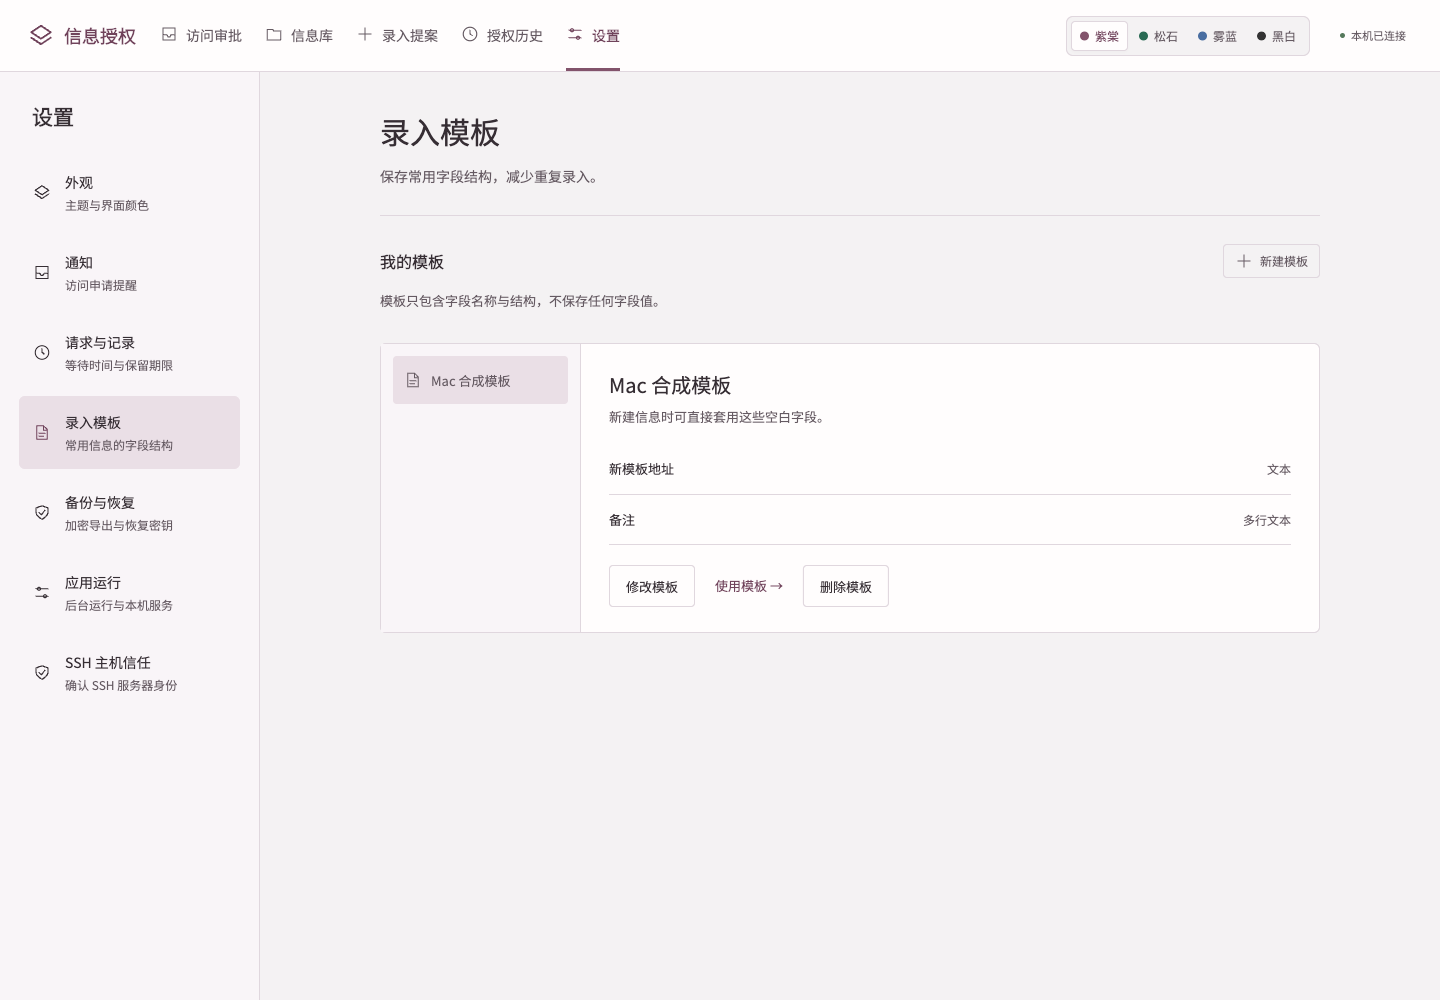 信息授权
访问审批
信息库
录入提案
授权历史
设置
紫棠
松石
雾蓝
黑白
本机已连接
设置
外观
主题与界面颜色
通知
访问申请提醒
请求与记录
等待时间与保留期限
录入模板
常用信息的字段结构
备份与恢复
加密导出与恢复密钥
应用运行
后台运行与本机服务
SSH 主机信任
确认 SSH 服务器身份
录入模板
保存常用字段结构，减少重复录入。
我的模板
新建模板
模板只包含字段名称与结构，不保存任何字段值。
Mac 合成模板
Mac 合成模板
新建信息时可直接套用这些空白字段。
新模板地址
文本
备注
多行文本
修改模板
使用模板 →
删除模板